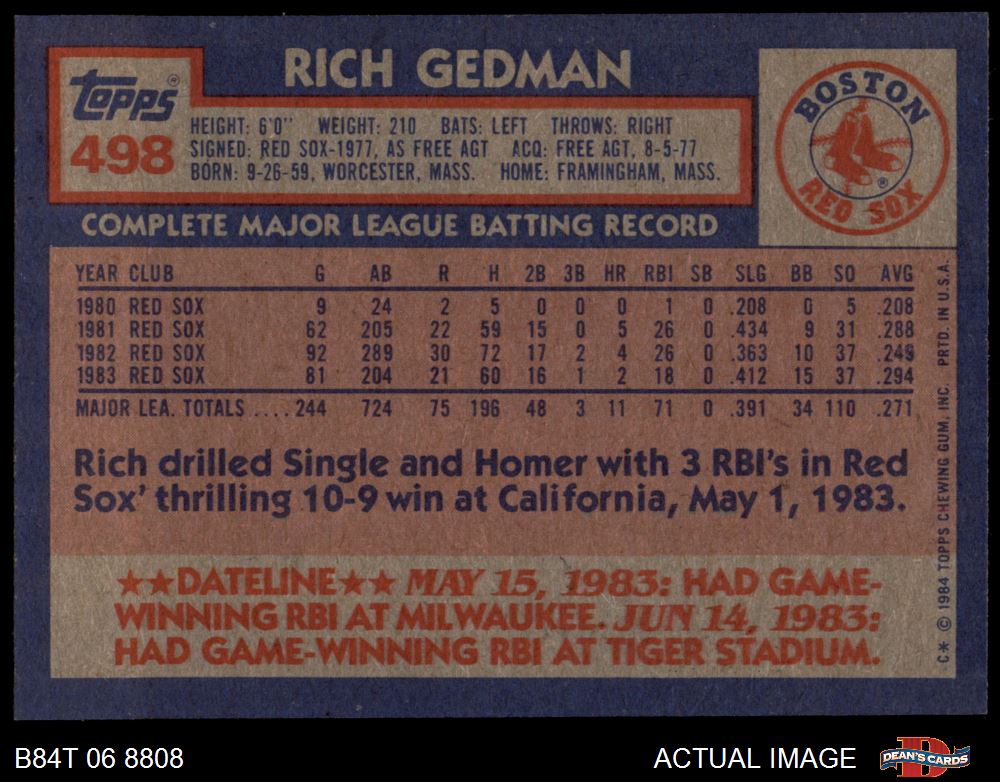 RICH GEDMAN
Topps®
498
HEIGHT: 6'0" WEIGHT: 210 BATS: LEFT THROWS: RIGHT
SIGNED: RED SOX-1977, AS FREE AGT ACQ: FREE AGT, 8-5-77
BORN: 9-26-59, WORCESTER, MASS. HOME: FRAMINGHAM, MASS.
BOSTON
RED SOX
®
COMPLETE MAJOR LEAGUE BATTING RECORD
YEAR CLUB G AB R H 2B 3B HR RBI SB SLG BB SO AVG
1980 RED SOX 9 24 2 5 0 0 0 1 0 .208 0 5 .208
1981 RED SOX 62 205 22 59 15 0 5 26 0 .434 9 31 .288
1982 RED SOX 92 289 30 72 17 2 4 26 0 .363 10 37 .249
1983 RED SOX 81 204 21 60 16 1 2 18 0 .412 15 37 .294
MAJOR LEA. TOTALS ....244 724 75 196 48 3 11 71 0 .391 34 110 .271
Rich drilled Single and Homer with 3 RBI's in Red
Sox' thrilling 10-9 win at California, May 1, 1983.
★★DATELINE★★ MAY 15, 1983: HAD GAME-
WINNING RBI AT MILWAUKEE. JUN 14, 1983:
HAD GAME-WINNING RBI AT TIGER STADIUM.
C* © 1984 TOPPS CHEWING GUM, INC. PRTD. IN U.S.A.
B84T 06 8808
ACTUAL IMAGE
DEAN'S CARDS